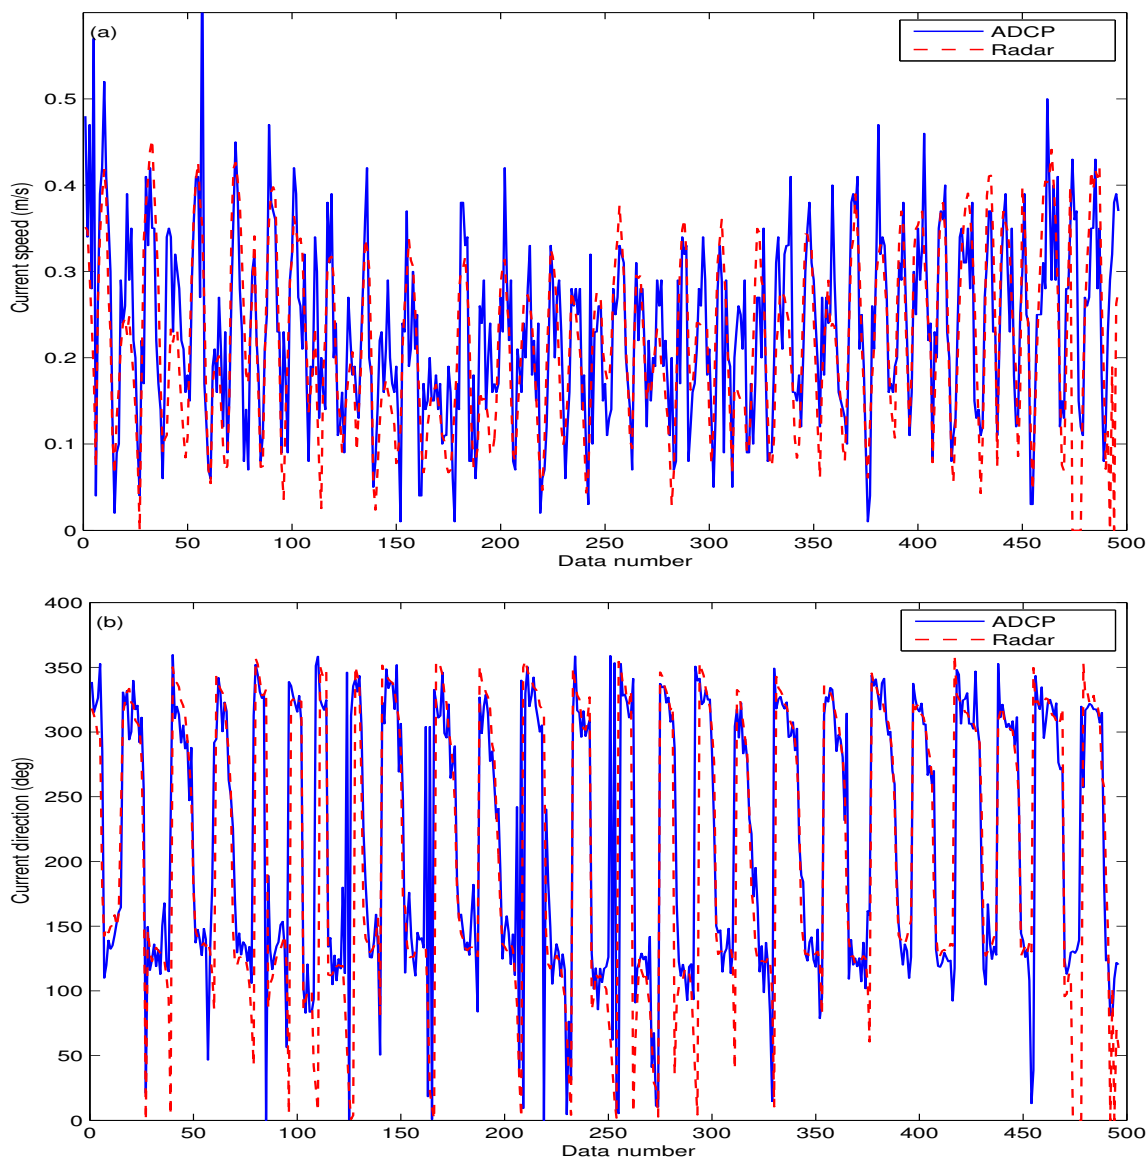 (a)
ADCP
Radar
Current speed (m/s)
0.5
0.4
0.3
0.2
0.1
0
0 50 100 150 200 250 300 350 400 450 500
Data number
(b)
ADCP
Radar
Current direction (deg)
400
350
300
250
200
150
100
50
0
0 50 100 150 200 250 300 350 400 450 500
Data number